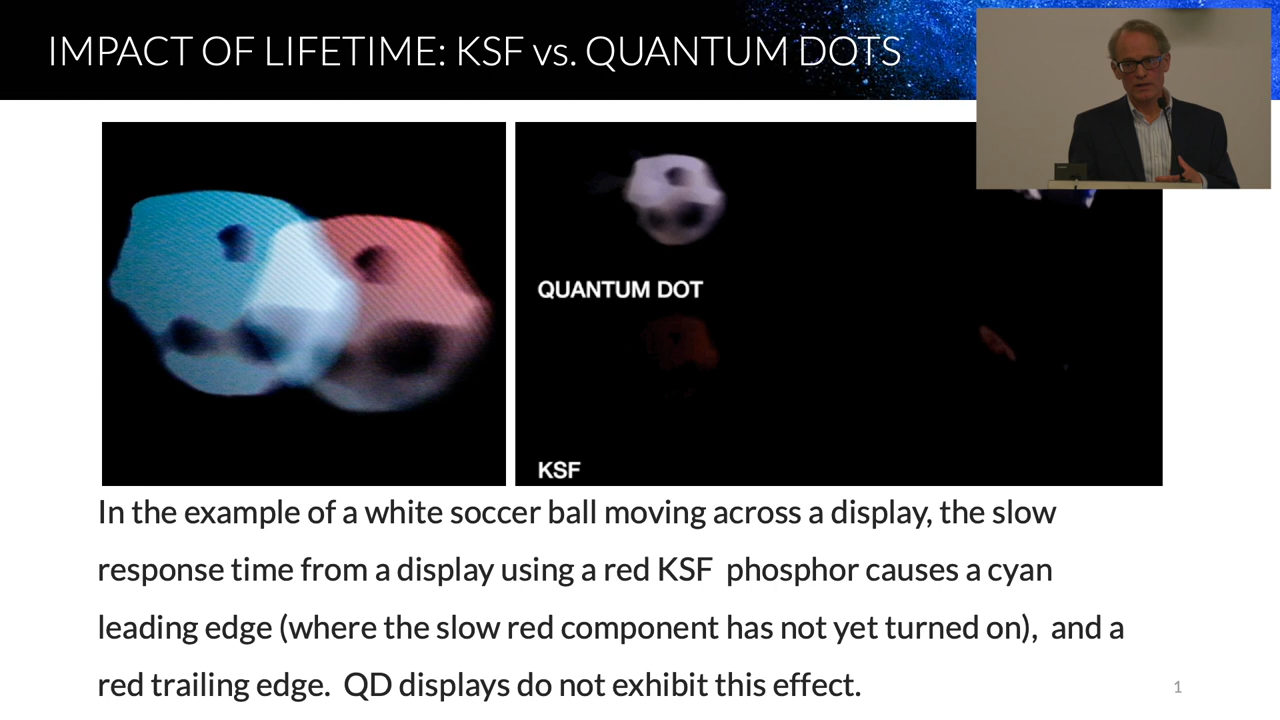 IMPACT OF LIFETIME: KSF vs. QUANTUM DOTS
QUANTUM DOT
KSF
In the example of a white soccer ball moving across a display, the slow
response time from a display using a red KSF phosphor causes a cyan
leading edge (where the slow red component has not yet turned on), and a
red trailing edge. QD displays do not exhibit this effect.
1